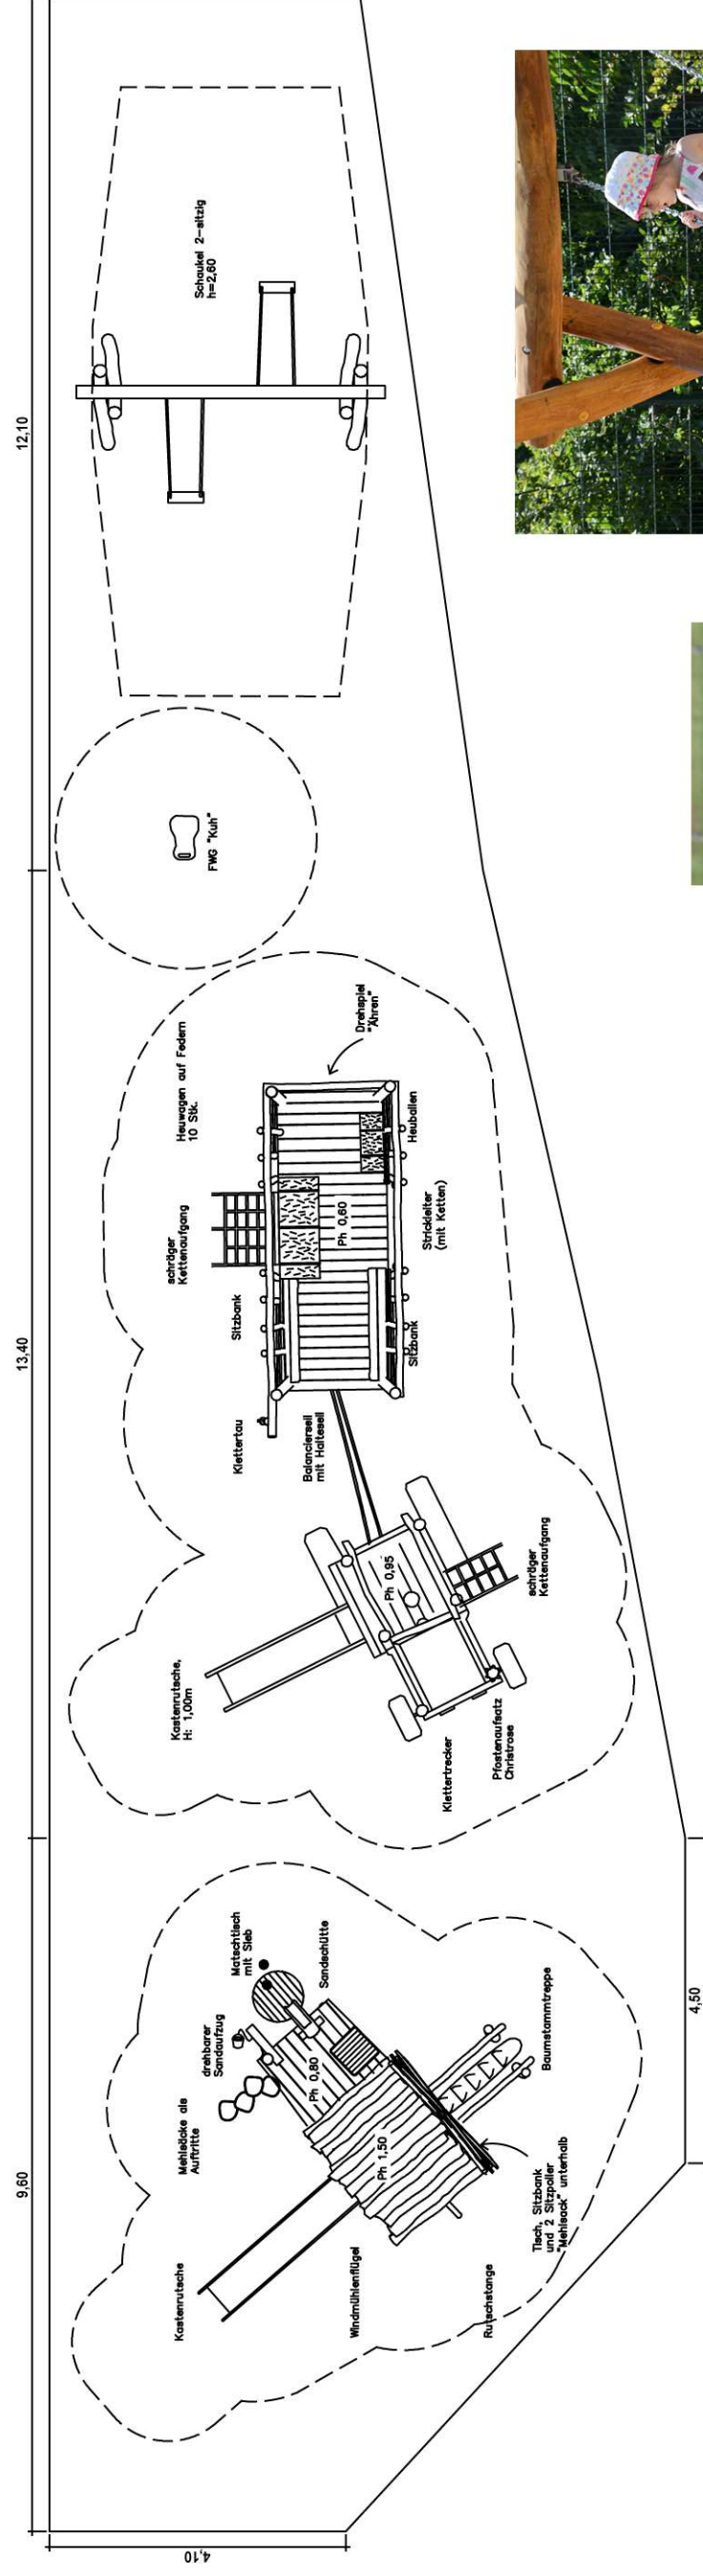 12,10
Schaukel 2-sitzig
h=2,60
FWG "Kuh"
Drehspiel
"Ähren"
Heuwagen auf Federn
10 Stk.
Heuballen
schräger
Kettenaufgang
Ph 0,60
Strickleiter
(mit Ketten)
13,40
Sitzbank
Sitzbank
Klettertau
Balancierseil
mit Halteseil
Ph 0,95
schräger
Kettenaufgang
Kastenrutsche,
H: 1,00m
Klettertrecker
Pfostenaufsatz
Christrose
Matschtisch
mit Sieb
Sandschütte
4,50
drehbarer
Sandaufzug
Baumstammtreppe
Ph 0,80
Mehlsäcke als
Auftritte
Ph 1,50
9,60
Tisch, Sitzbank
und 2 Sitzpoller
"Mehlsack" unterhalb
Kastenrutsche
Windmühlenflügel
Rutschstange
4,10